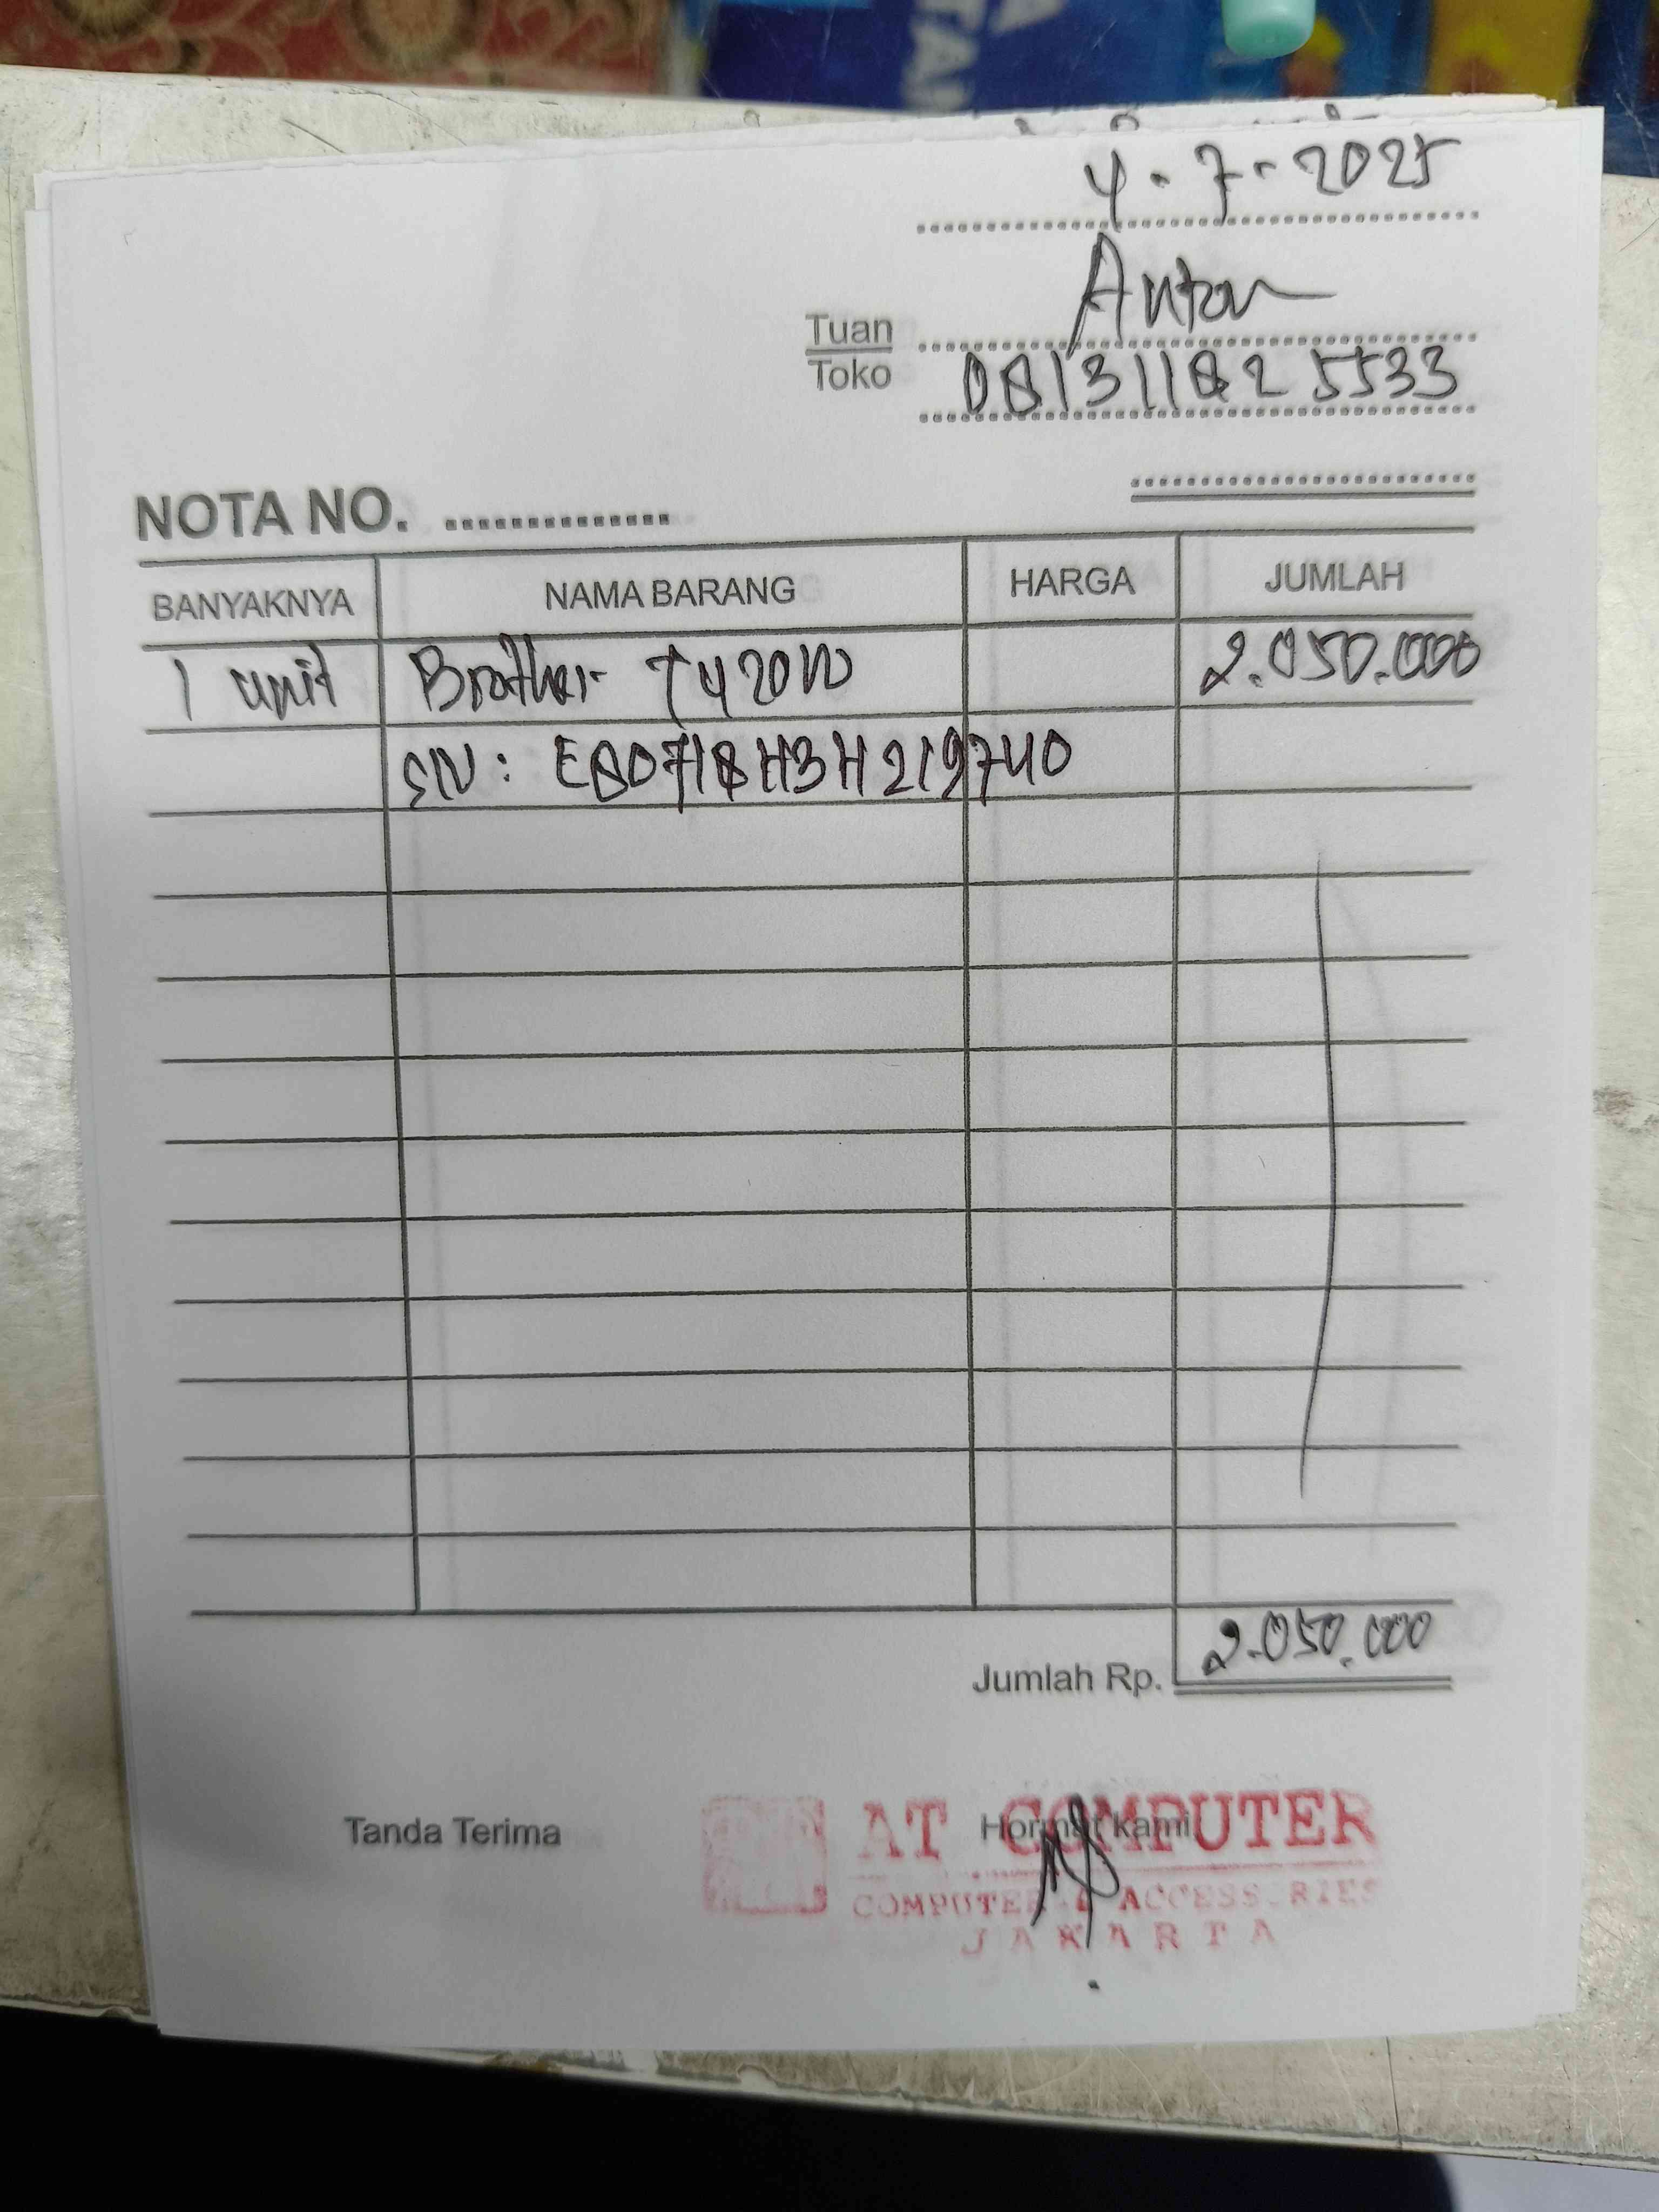 4-7-2025
Anton
Tuan
Toko
081311825533
NOTA NO. ..............
BANYAKNYA NAMA BARANG HARGA JUMLAH
1 unit Brother T420W 2.050.000
S/N: E80718H3H219740
Jumlah Rp. 2.050.000
Tanda Terima Hormat kami
AT COMPUTER
COMPUTER & ACCESSORIES
JAKARTA